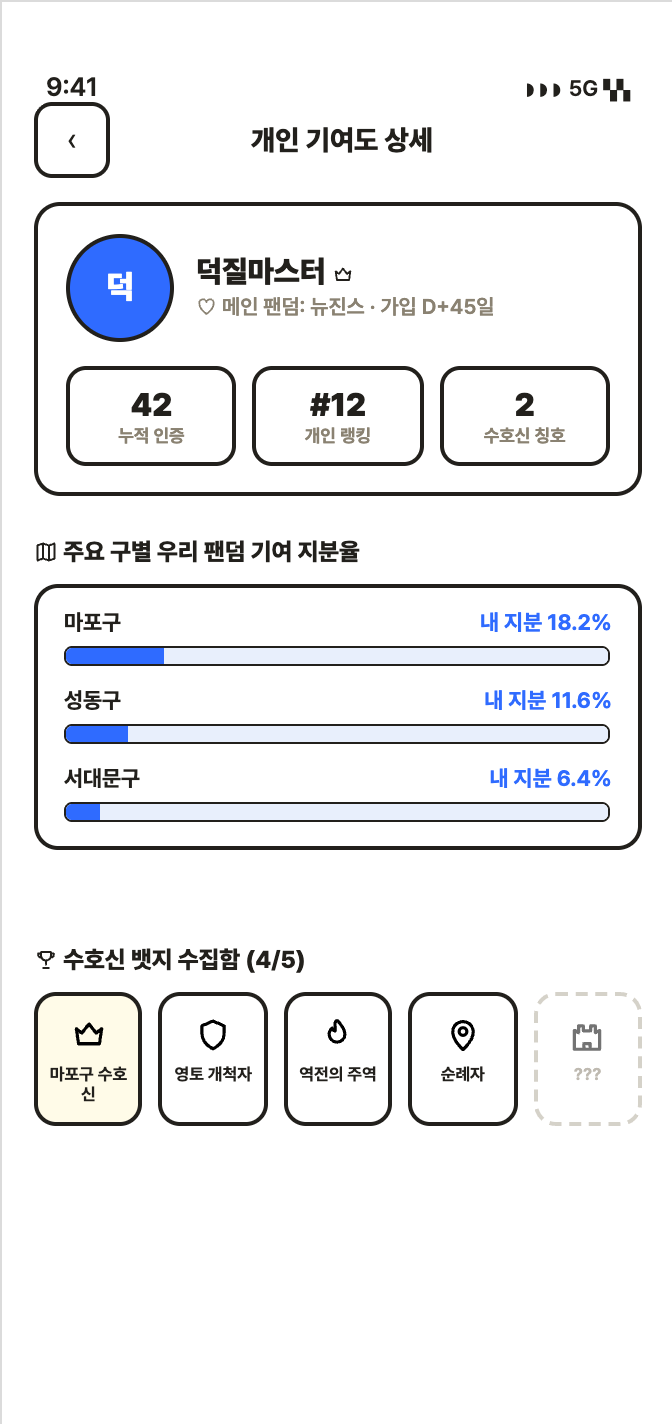 9:41
5G
개인 기여도 상세
덕
덕질마스터
♡ 메인 팬덤: 뉴진스 · 가입 D+45일
42
누적 인증
#12
개인 랭킹
2
수호신 칭호
주요 구별 우리 팬덤 기여 지분율
마포구
내 지분 18.2%
성동구
내 지분 11.6%
서대문구
내 지분 6.4%
수호신 뱃지 수집함 (4/5)
마포구 수호
신
영토 개척자
역전의 주역
순례자
???